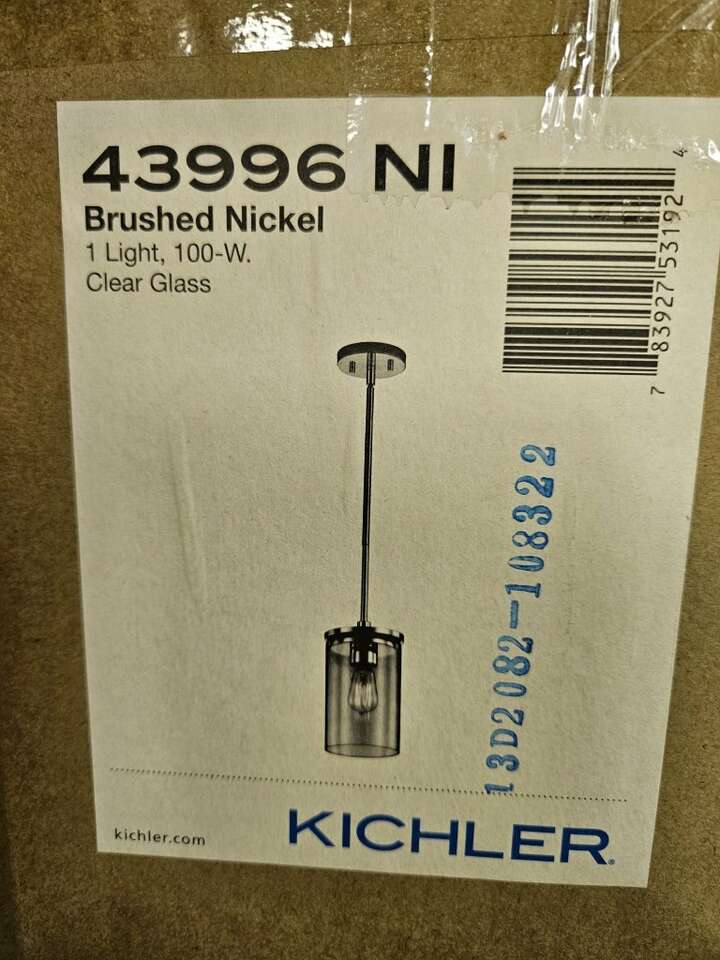 43996 NI
Brushed Nickel
1 Light, 100-W.
Clear Glass
7 83927 53192 4
13D2082-108322
kichler.com
KICHLER®